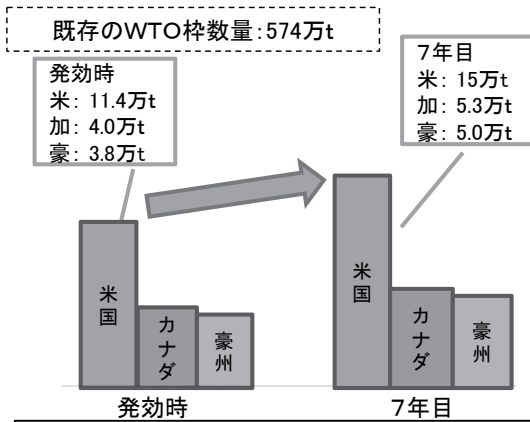 既存のWTO枠数量:574万t
発効時
米: 11.4万t
加: 4.0万t
豪: 3.8万t
7年目
米: 15万t
加: 5.3万t
豪: 5.0万t
米国
カナダ
豪州
米国
カナダ
豪州
発効時
7年目